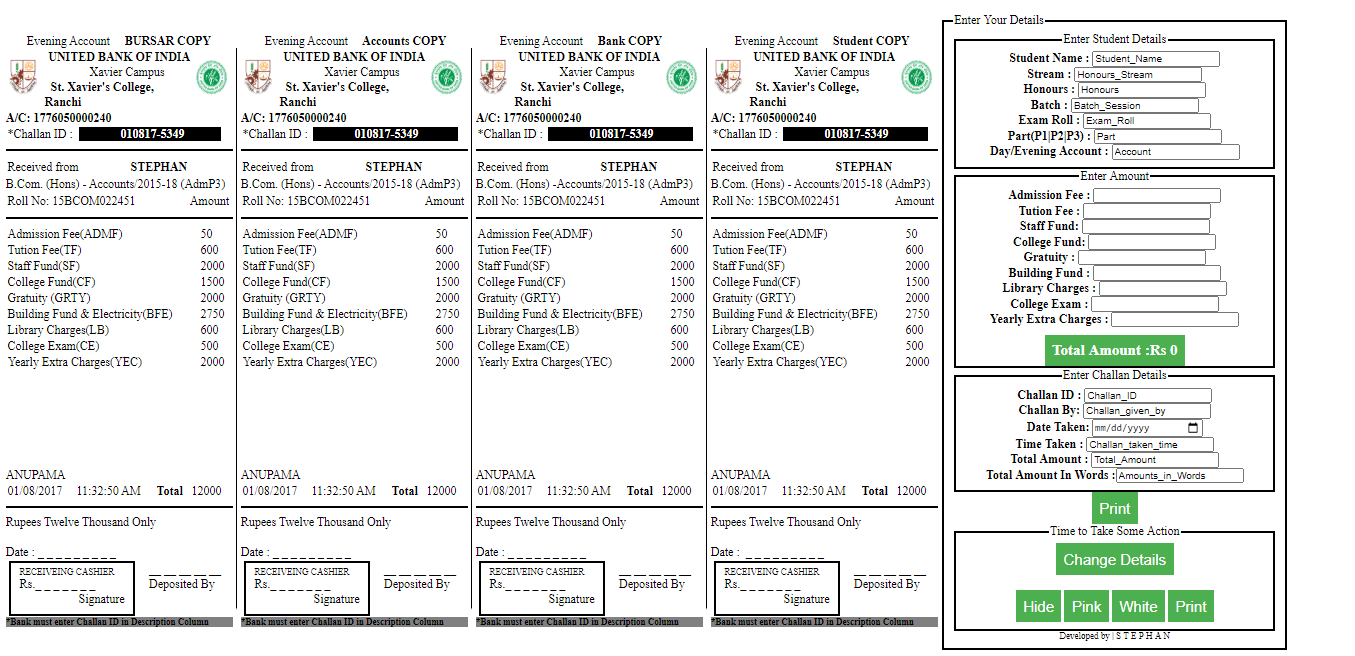 Evening Account BURSAR COPY
UNITED BANK OF INDIA
Xavier Campus
St. Xavier's College,
Ranchi
A/C: 1776050000240
*Challan ID : 010817-5349
Received from STEPHAN
B.Com. (Hons) - Accounts/2015-18 (AdmP3)
Roll No: 15BCOM022451 Amount
Admission Fee(ADMF) 50
Tution Fee(TF) 600
Staff Fund(SF) 2000
College Fund(CF) 1500
Gratuity (GRTY) 2000
Building Fund & Electricity(BFE) 2750
Library Charges(LB) 600
College Exam(CE) 500
Yearly Extra Charges(YEC) 2000
ANUPAMA
01/08/2017 11:32:50 AM Total 12000
Rupees Twelve Thousand Only
Date : _ _ _ _ _ _ _ _ _
RECEIVEING CASHIER
Rs._ _ _ _ _ _ _
Signature
__ __ __ __ __
Deposited By
*Bank must enter Challan ID in Description Column
Evening Account Accounts COPY
UNITED BANK OF INDIA
Xavier Campus
St. Xavier's College,
Ranchi
A/C: 1776050000240
*Challan ID : 010817-5349
Received from STEPHAN
B.Com. (Hons) - Accounts/2015-18 (AdmP3)
Roll No: 15BCOM022451 Amount
Admission Fee(ADMF) 50
Tution Fee(TF) 600
Staff Fund(SF) 2000
College Fund(CF) 1500
Gratuity (GRTY) 2000
Building Fund & Electricity(BFE) 2750
Library Charges(LB) 600
College Exam(CE) 500
Yearly Extra Charges(YEC) 2000
ANUPAMA
01/08/2017 11:32:50 AM Total 12000
Rupees Twelve Thousand Only
Date : _ _ _ _ _ _ _ _ _
RECEIVEING CASHIER
Rs._ _ _ _ _ _ _
Signature
__ __ __ __ __
Deposited By
*Bank must enter Challan ID in Description Column
Evening Account Bank COPY
UNITED BANK OF INDIA
Xavier Campus
St. Xavier's College,
Ranchi
A/C: 1776050000240
*Challan ID : 010817-5349
Received from STEPHAN
B.Com. (Hons) -Accounts/2015-18 (AdmP3)
Roll No: 15BCOM022451 Amount
Admission Fee(ADMF) 50
Tution Fee(TF) 600
Staff Fund(SF) 2000
College Fund(CF) 1500
Gratuity (GRTY) 2000
Building Fund & Electricity(BFE) 2750
Library Charges(LB) 600
College Exam(CE) 500
Yearly Extra Charges(YEC) 2000
ANUPAMA
01/08/2017 11:32:50 AM Total 12000
Rupees Twelve Thousand Only
Date : _ _ _ _ _ _ _ _ _
RECEIVEING CASHIER
Rs._ _ _ _ _ _ _
Signature
__ __ __ __ __
Deposited By
*Bank must enter Challan ID in Description Column
Evening Account Student COPY
UNITED BANK OF INDIA
Xavier Campus
St. Xavier's College,
Ranchi
A/C: 1776050000240
*Challan ID : 010817-5349
Received from STEPHAN
B.Com. (Hons) - Accounts/2015-18 (AdmP3)
Roll No: 15BCOM022451 Amount
Admission Fee(ADMF) 50
Tution Fee(TF) 600
Staff Fund(SF) 2000
College Fund(CF) 1500
Gratuity (GRTY) 2000
Building Fund & Electricity(BFE) 2750
Library Charges(LB) 600
College Exam(CE) 500
Yearly Extra Charges(YEC) 2000
ANUPAMA
01/08/2017 11:32:50 AM Total 12000
Rupees Twelve Thousand Only
Date : _ _ _ _ _ _ _ _ _
RECEIVEING CASHIER
Rs._ _ _ _ _ _ _
Signature
__ __ __ __ __
Deposited By
*Bank must enter Challan ID in Description Column
Enter Your Details
Enter Student Details
Student Name : Student_Name
Stream : Honours_Stream
Honours : Honours
Batch : Batch_Session
Exam Roll : Exam_Roll
Part(P1|P2|P3) : Part
Day/Evening Account : Account
Enter Amount
Admission Fee :
Tution Fee :
Staff Fund:
College Fund:
Gratuity :
Building Fund :
Library Charges :
College Exam :
Yearly Extra Charges :
Total Amount :Rs 0
Enter Challan Details
Challan ID : Challan_ID
Challan By: Challan_given_by
Date Taken: mm/dd/yyyy
Time Taken : Challan_taken_time
Total Amount : Total_Amount
Total Amount In Words : Amounts_in_Words
Print
Time to Take Some Action
Change Details
Hide Pink White Print
Developed by | S T E P H A N